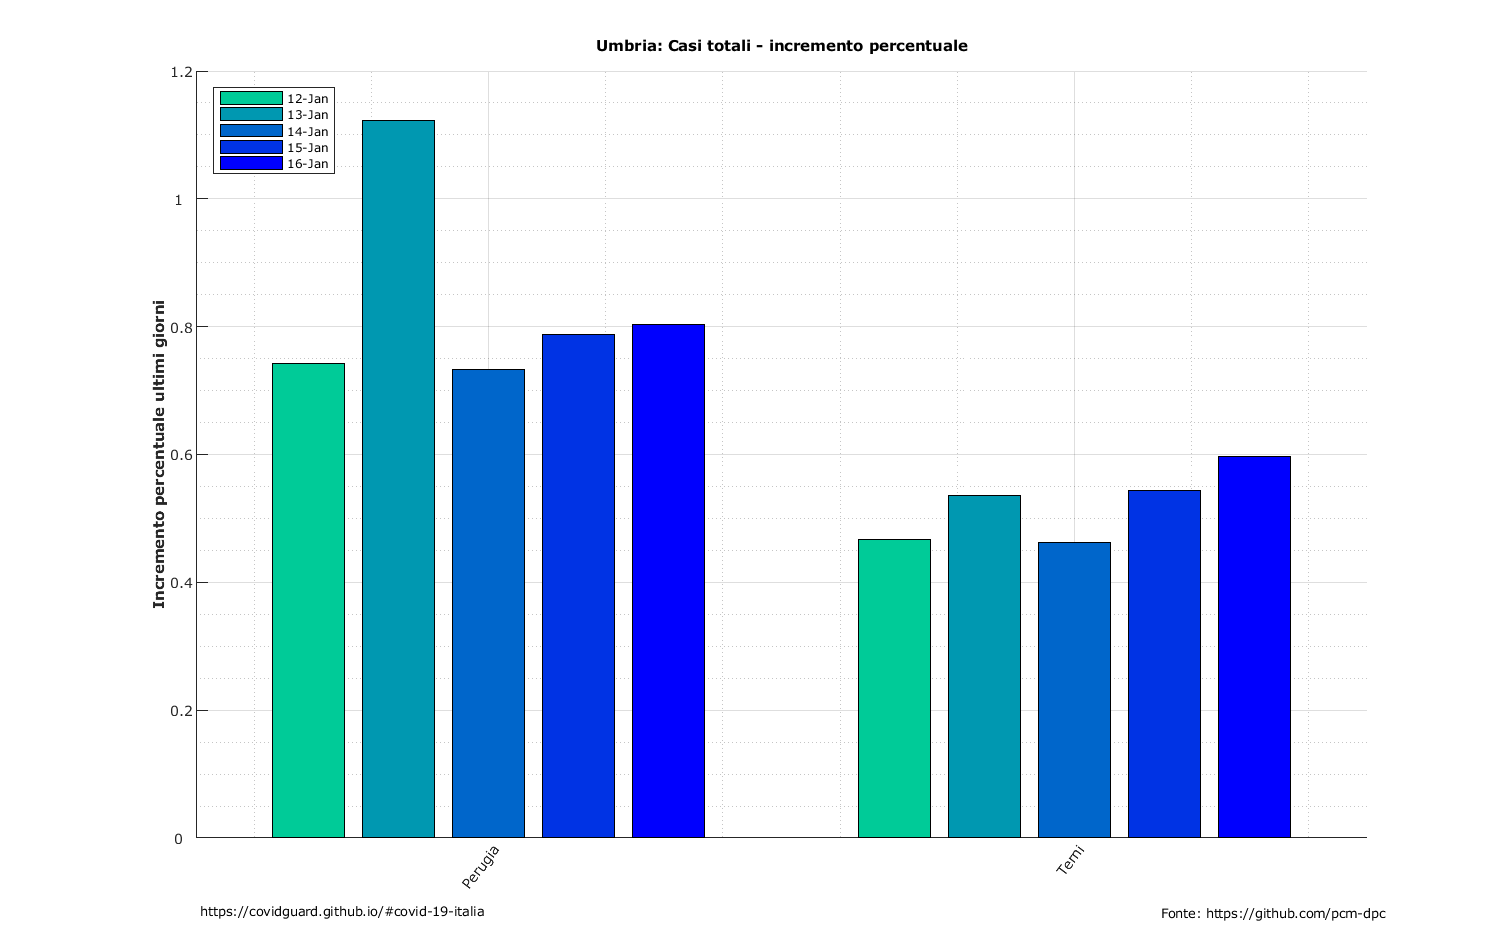 Umbria: Casi totali - incremento percentuale
1.2
1
0.8
0.6
0.4
0.2
0
Incremento percentuale ultimi giorni
12-Jan
13-Jan
14-Jan
15-Jan
16-Jan
Perugia
Terni
https://covidguard.github.io/#covid-19-italia
Fonte: https://github.com/pcm-dpc